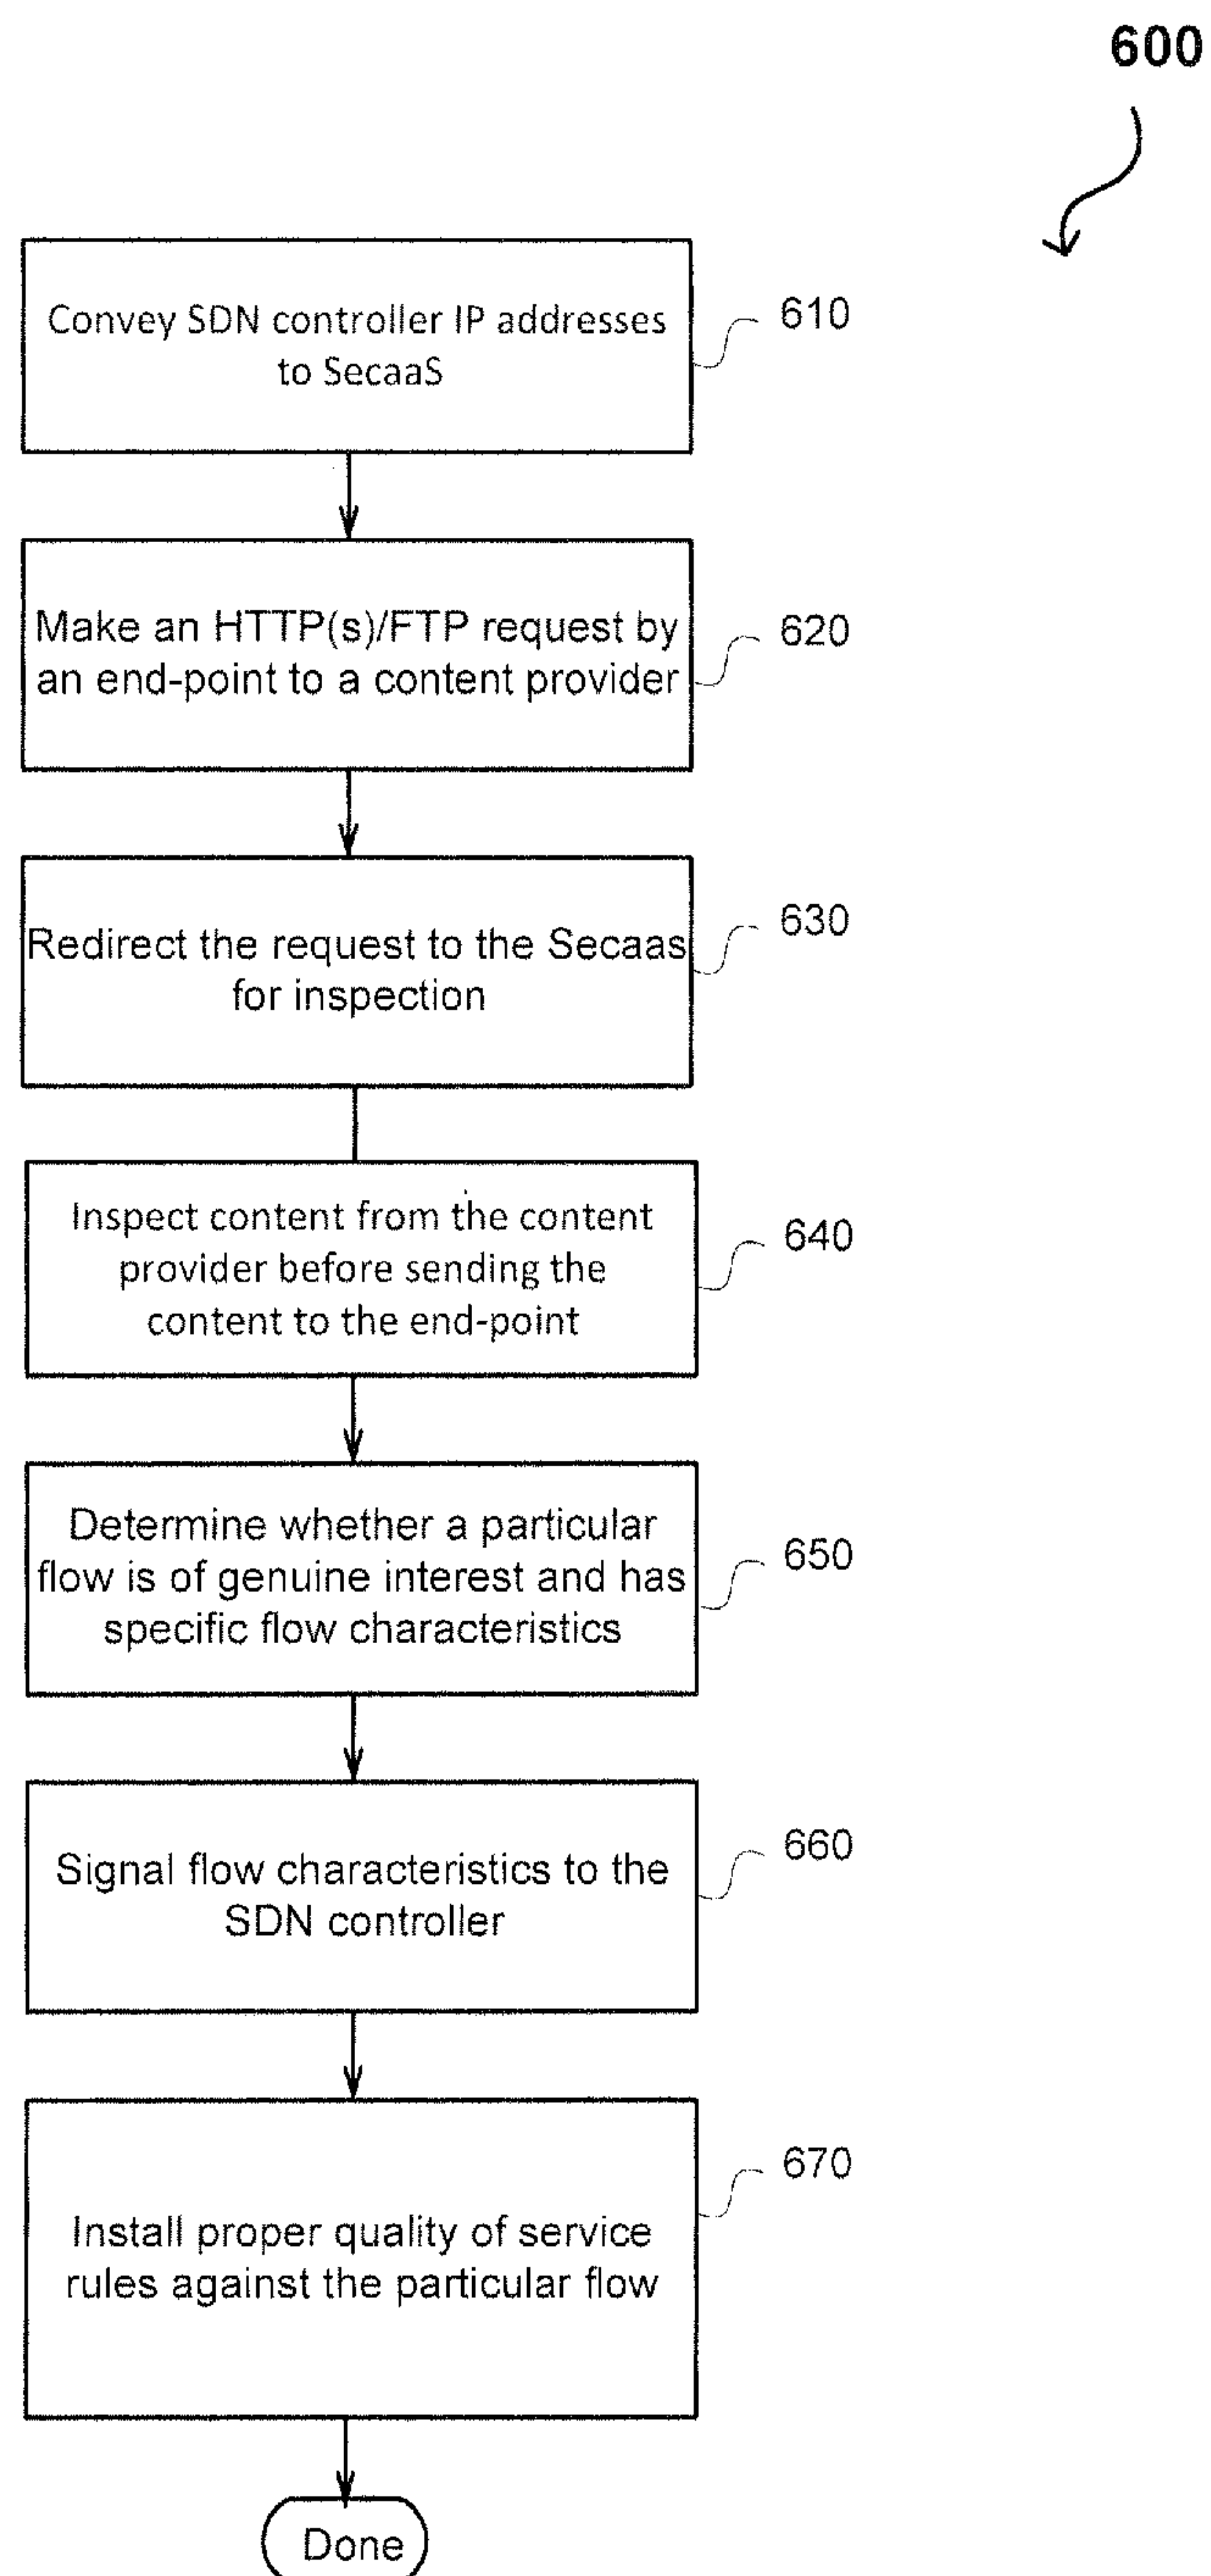 600
Convey SDN controller IP addresses
to SecaaS
610
Make an HTTP(s)/FTP request by
an end-point to a content provider
620
Redirect the request to the Secaas
for inspection
630
Inspect content from the content
provider before sending the
content to the end-point
640
Determine whether a particular
flow is of genuine interest and has
specific flow characteristics
650
Signal flow characteristics to the
SDN controller
660
Install proper quality of service
rules against the particular flow
670
Done